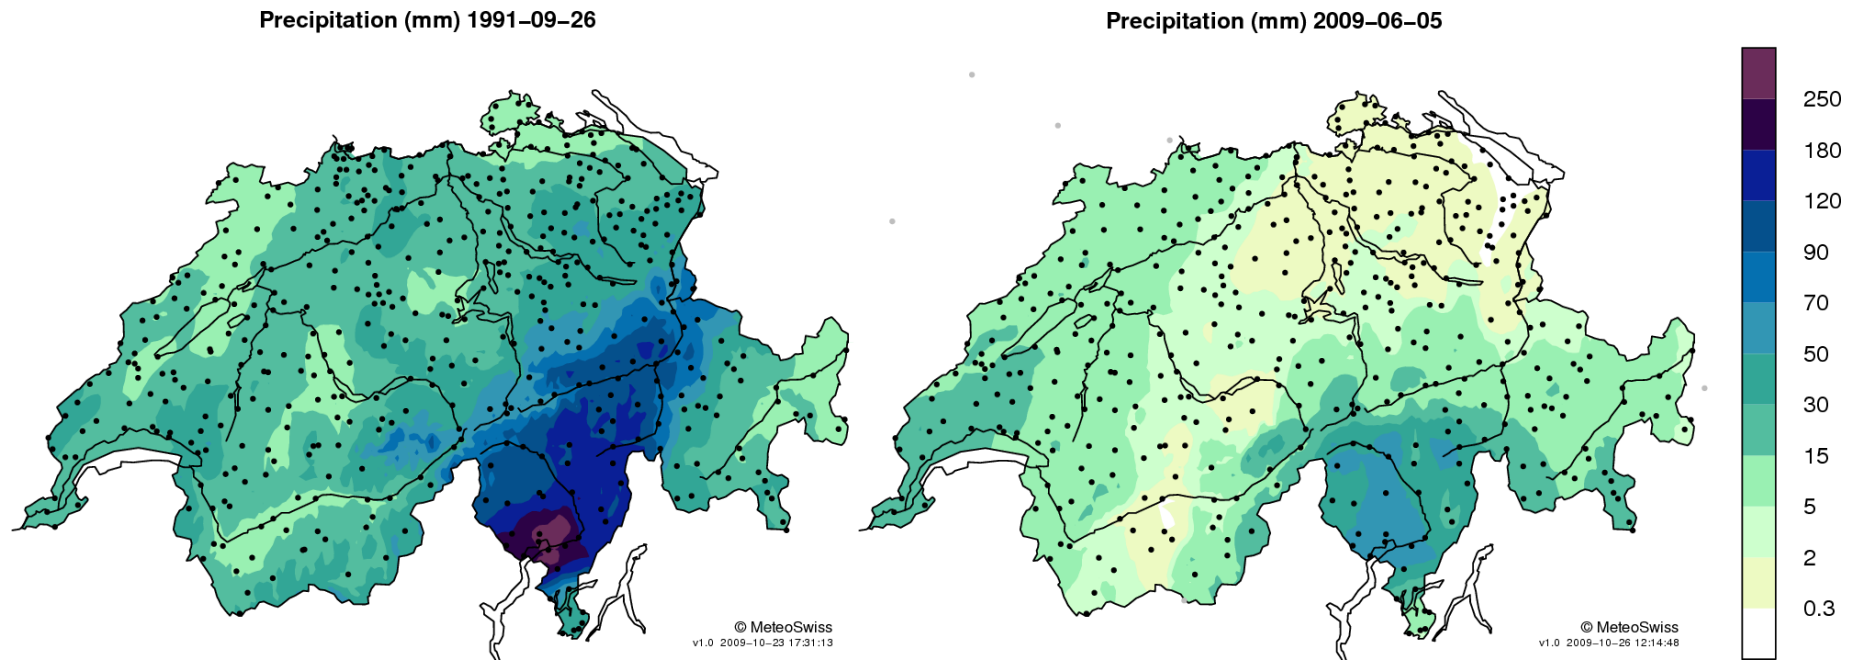 Precipitation (mm) 1991−09−26
Precipitation (mm) 2009−06−05
250
180
120
90
70
50
30
15
5
2
0.3
© MeteoSwiss
v1.0 2009−10−23 17:31:13
© MeteoSwiss
v1.0 2009−10−26 12:14:48